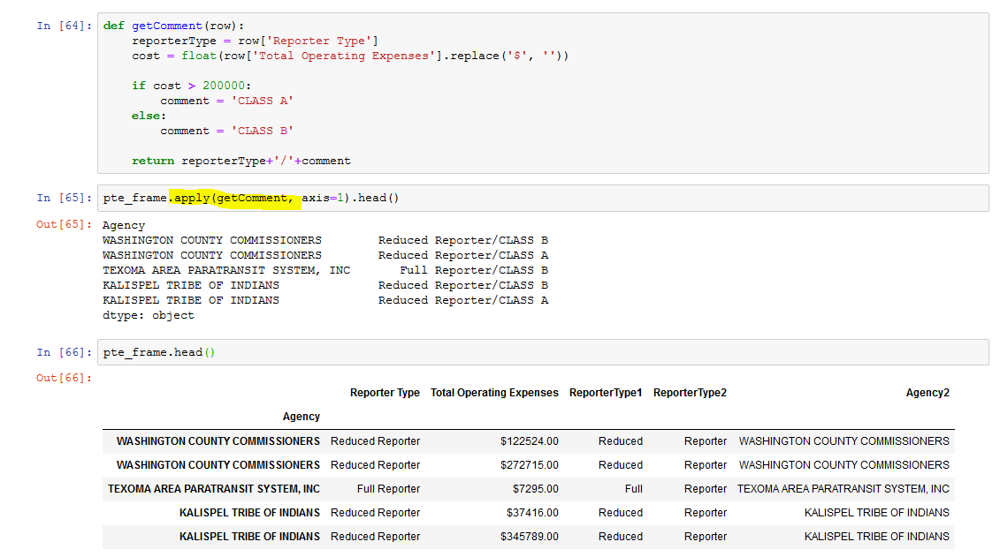 In [64]: def getComment(row):
    reporterType = row['Reporter Type']
    cost = float(row['Total Operating Expenses'].replace('$', ''))
    if cost > 200000:
        comment = 'CLASS A'
    else:
        comment = 'CLASS B'
    return reporterType+'/'+comment
In [65]: pte_frame.apply(getComment, axis=1).head()
Out[65]: Agency
WASHINGTON COUNTY COMMISSIONERS Reduced Reporter/CLASS B
WASHINGTON COUNTY COMMISSIONERS Reduced Reporter/CLASS A
TEXOMA AREA PARATRANSIT SYSTEM, INC Full Reporter/CLASS B
KALISPEL TRIBE OF INDIANS Reduced Reporter/CLASS B
KALISPEL TRIBE OF INDIANS Reduced Reporter/CLASS A
dtype: object
In [66]: pte_frame.head()
Out[66]:
Reporter Type Total Operating Expenses ReporterType1 ReporterType2 Agency2
Agency
WASHINGTON COUNTY COMMISSIONERS Reduced Reporter $122524.00 Reduced Reporter WASHINGTON COUNTY COMMISSIONERS
WASHINGTON COUNTY COMMISSIONERS Reduced Reporter $272715.00 Reduced Reporter WASHINGTON COUNTY COMMISSIONERS
TEXOMA AREA PARATRANSIT SYSTEM, INC Full Reporter $7295.00 Full Reporter TEXOMA AREA PARATRANSIT SYSTEM, INC
KALISPEL TRIBE OF INDIANS Reduced Reporter $37416.00 Reduced Reporter KALISPEL TRIBE OF INDIANS
KALISPEL TRIBE OF INDIANS Reduced Reporter $345789.00 Reduced Reporter KALISPEL TRIBE OF INDIANS